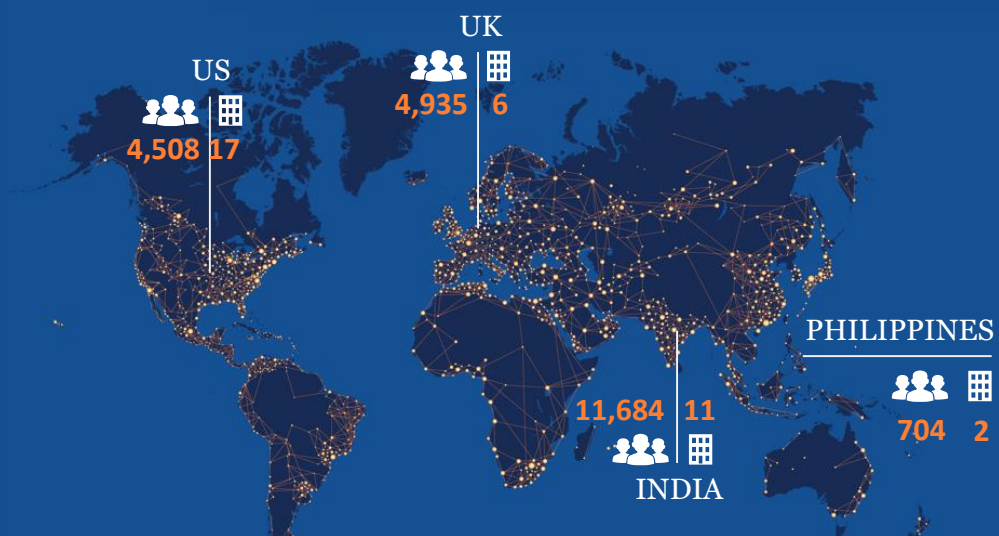 UK
4,935 6
US
4,508 17
PHILIPPINES
704 2
11,684 11
INDIA